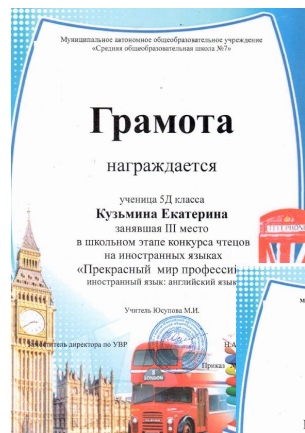 Муниципальное автономное общеобразовательное учреждение
«Средняя общеобразовательная школа №7»
Грамота
награждается
ученица 5Д класса
Кузьмина Екатерина
занявшая III место
в школьном этапе конкурса чтецов
на иностранных языках
«Прекрасный мир професси
иностранный язык: английский язык
Учитель Юсупова М.И.
Заместитель директора по УВР
Приказ
LONDON